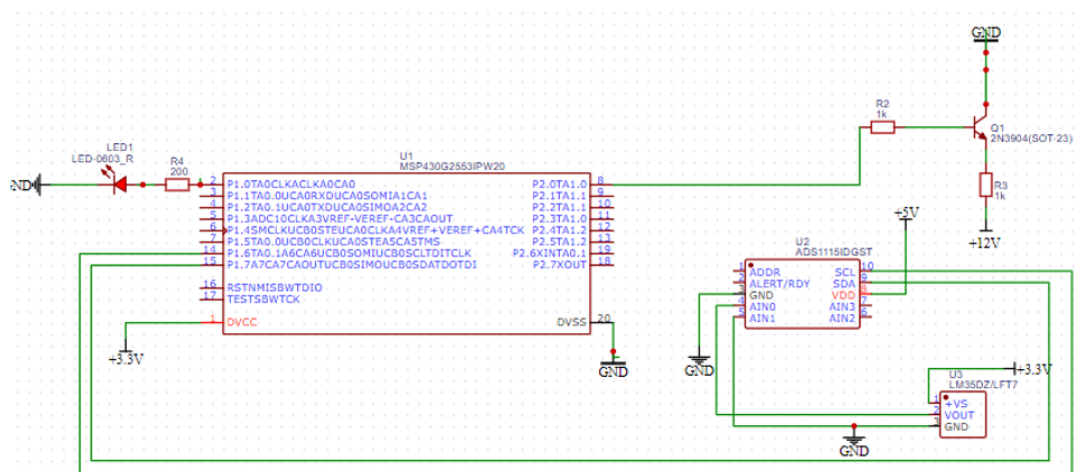 GND
R2
1k
Q1
2N3904(SOT-23)
R3
1k
+12V
LED1
LED-0603_R
R4
200
ND
U1
MSP430G2553IPW20
2 P1.0TA0CLKACLKA0CA0 P2.0TA1.0 8
3 P1.1TA0.0UCA0RXDUCA0SOMIA1CA1 P2.1TA1.1 9
4 P1.2TA0.1UCA0TXDUCA0SIMOA2CA2 P2.2TA1.1 10
5 P1.3ADC10CLKA3VREF-VEREF-CA3CAOUT P2.3TA1.0 11
6 P1.4SMCLKUCB0STEUCA0CLKA4VREF+VEREF+CA4TCK P2.4TA1.2 12
7 P1.5TA0.0UCB0CLKUCA0STEA5CA5TMS P2.5TA1.2 13
14 P1.6TA0.1A6CA6UCB0SOMIUCB0SCLTDITCLK P2.6XINTA0.1 19
15 P1.7A7CA7CAOUTUCB0SIMOUCB0SDATDOTDI P2.7XOUT 18
16 RSTNMISBWTDIO
17 TESTSBWTCK
1 DVCC DVSS 20
+3.3V
GND
+5V
U2
ADS1115IDGST
1 ADDR SCL 10
2 ALERT/RDY SDA 9
3 GND VDD 8
4 AIN0 AIN3 7
5 AIN1 AIN2 6
GND
+3.3V
U3
LM35DZ/LFT7
1 +VS
2 VOUT
3 GND
GND